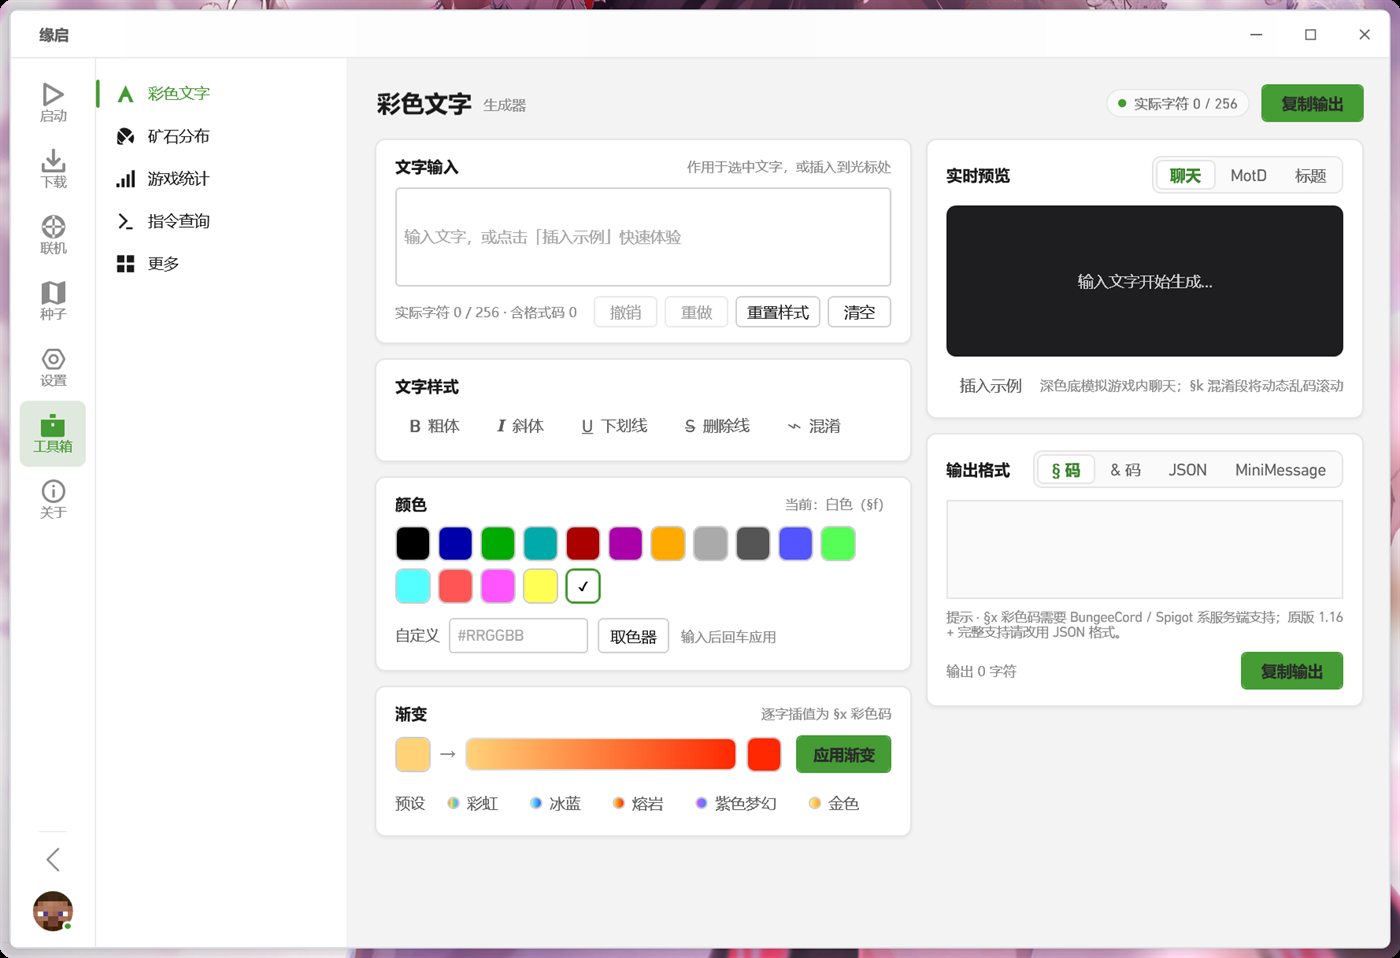 缘启
启动
下载
联机
种子
设置
工具箱
关于
彩色文字
矿石分布
游戏统计
指令查询
更多
彩色文字 生成器
实际字符 0 / 256
复制输出
文字输入 作用于选中文字，或插入到光标处
输入文字，或点击「插入示例」快速体验
实际字符 0 / 256 · 含格式码 0 撤销 重做 重置样式 清空
文字样式
B 粗体 I 斜体 U 下划线 S 删除线 混淆
颜色 当前：白色（§f）
自定义 #RRGGBB 取色器 输入后回车应用
渐变 逐字插值为 §x 彩色码
应用渐变
预设 彩虹 冰蓝 熔岩 紫色梦幻 金色
实时预览 聊天 MotD 标题
输入文字开始生成...
插入示例 深色底模拟游戏内聊天；§k 混淆段将动态乱码滚动
输出格式 § 码 & 码 JSON MiniMessage
提示 · §x 彩色码需要 BungeeCord / Spigot 系服务端支持；原版 1.16
+ 完整支持请改用 JSON 格式。
输出 0 字符 复制输出